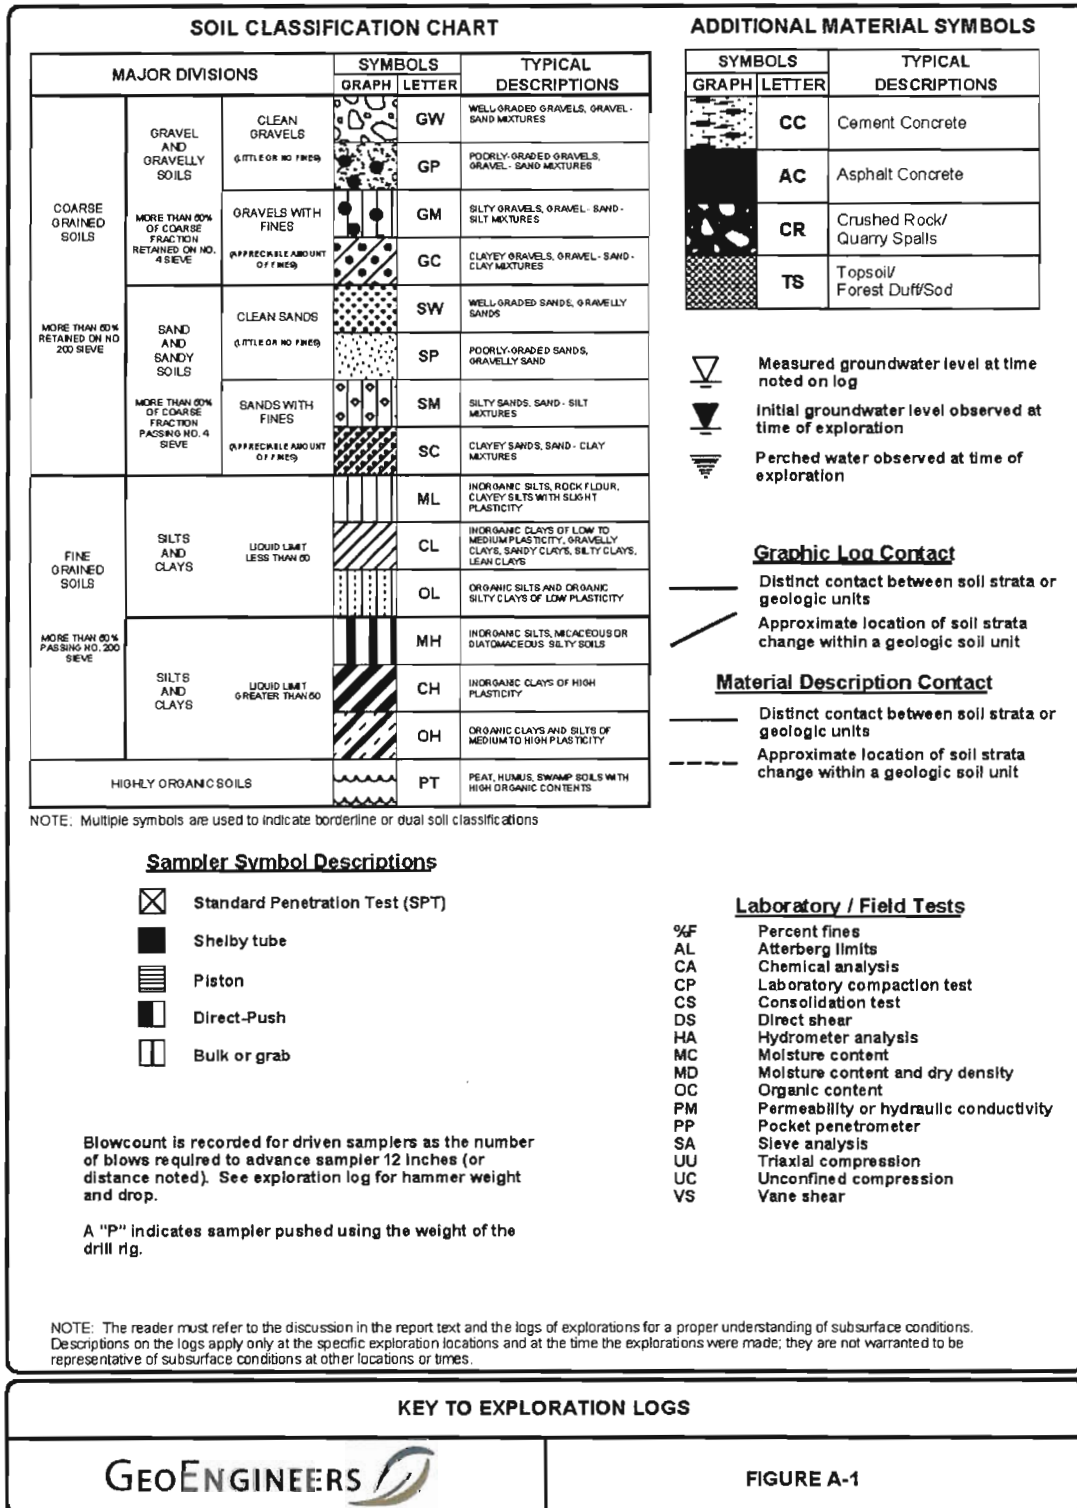 SOIL CLASSIFICATION CHART
MAJOR DIVISIONS
SYMBOLS
GRAPH LETTER
TYPICAL
DESCRIPTIONS
COARSE
GRAINED
SOILS
MORE THAN 50%
RETAINED ON NO
200 SIEVE
GRAVEL
AND
GRAVELLY
SOILS
MORE THAN 50%
OF COARSE
FRACTION
RETAINED ON NO.
4 SIEVE
CLEAN
GRAVELS
(LITTLE OR NO FINES)
GW
WELL-GRADED GRAVELS, GRAVEL -
SAND MIXTURES
GP
POORLY-GRADED GRAVELS,
GRAVEL - SAND MIXTURES
GRAVELS WITH
FINES
(APPRECIABLE AMOUNT
OF FINES)
GM
SILTY GRAVELS, GRAVEL - SAND -
SILT MIXTURES
GC
CLAYEY GRAVELS, GRAVEL - SAND -
CLAY MIXTURES
SAND
AND
SANDY
SOILS
MORE THAN 50%
OF COARSE
FRACTION
PASSING NO. 4
SIEVE
CLEAN SANDS
(LITTLE OR NO FINES)
SW
WELL-GRADED SANDS, GRAVELLY
SANDS
SP
POORLY-GRADED SANDS,
GRAVELLY SAND
SANDS WITH
FINES
(APPRECIABLE AMOUNT
OF FINES)
SM
SILTY SANDS, SAND - SILT
MIXTURES
SC
CLAYEY SANDS, SAND - CLAY
MIXTURES
FINE
GRAINED
SOILS
MORE THAN 50%
PASSING NO. 200
SIEVE
SILTS
AND
CLAYS
LIQUID LIMIT
LESS THAN 50
ML
INORGANIC SILTS, ROCK FLOUR,
CLAYEY SILTS WITH SLIGHT
PLASTICITY
CL
INORGANIC CLAYS OF LOW TO
MEDIUM PLASTICITY, GRAVELLY
CLAYS, SANDY CLAYS, SILTY CLAYS,
LEAN CLAYS
OL
ORGANIC SILTS AND ORGANIC
SILTY CLAYS OF LOW PLASTICITY
SILTS
AND
CLAYS
LIQUID LIMIT
GREATER THAN 50
MH
INORGANIC SILTS, MICACEOUS OR
DIATOMACEOUS SILTY SOILS
CH
INORGANIC CLAYS OF HIGH
PLASTICITY
OH
ORGANIC CLAYS AND SILTS OF
MEDIUM TO HIGH PLASTICITY
HIGHLY ORGANIC SOILS
PT
PEAT, HUMUS, SWAMP SOILS WITH
HIGH ORGANIC CONTENTS
NOTE: Multiple symbols are used to indicate borderline or dual soil classifications
ADDITIONAL MATERIAL SYMBOLS
SYMBOLS
GRAPH LETTER
TYPICAL
DESCRIPTIONS
CC
Cement Concrete
AC
Asphalt Concrete
CR
Crushed Rock/
Quarry Spalls
TS
Topsoil/
Forest Duff/Sod
Measured groundwater level at time
noted on log
Initial groundwater level observed at
time of exploration
Perched water observed at time of
exploration
Graphic Log Contact
Distinct contact between soil strata or
geologic units
Approximate location of soil strata
change within a geologic soil unit
Material Description Contact
Distinct contact between soil strata or
geologic units
Approximate location of soil strata
change within a geologic soil unit
Sampler Symbol Descriptions
Standard Penetration Test (SPT)
Shelby tube
Piston
Direct-Push
Bulk or grab
Blowcount is recorded for driven samplers as the number
of blows required to advance sampler 12 inches (or
distance noted). See exploration log for hammer weight
and drop.
A "P" indicates sampler pushed using the weight of the
drill rig.
Laboratory / Field Tests
%F Percent fines
AL Atterberg limits
CA Chemical analysis
CP Laboratory compaction test
CS Consolidation test
DS Direct shear
HA Hydrometer analysis
MC Moisture content
MD Moisture content and dry density
OC Organic content
PM Permeability or hydraulic conductivity
PP Pocket penetrometer
SA Sieve analysis
UU Triaxial compression
UC Unconfined compression
VS Vane shear
NOTE: The reader must refer to the discussion in the report text and the logs of explorations for a proper understanding of subsurface conditions.
Descriptions on the logs apply only at the specific exploration locations and at the time the explorations were made; they are not warranted to be
representative of subsurface conditions at other locations or times.
KEY TO EXPLORATION LOGS
GEOENGINEERS
FIGURE A-1